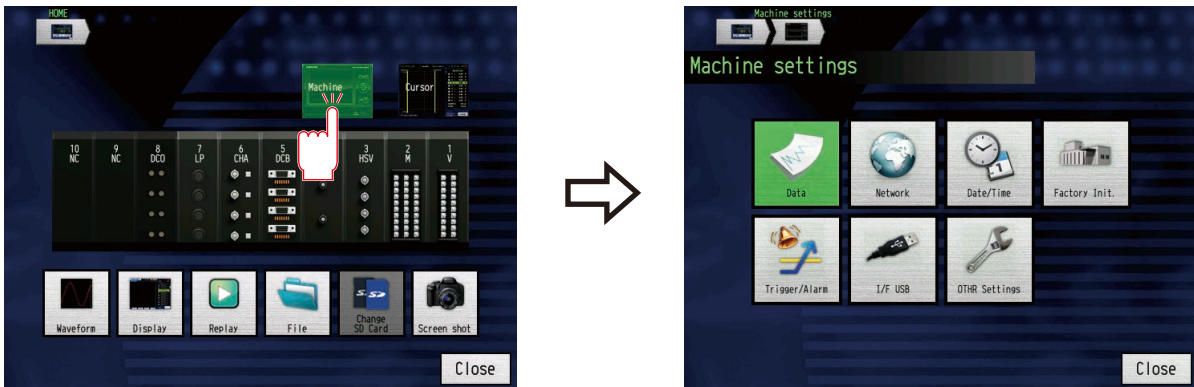 HOME
Machine
Cursor
10 9 8 7 6 5 3 2 1
NC NC DCO LP CHA DCB HSV M V
Waveform
Display
Replay
File
Change
SD Card
Screen shot
Close
Machine settings
Machine settings
Data
Network
Date/Time
Factory Init.
Trigger/Alarm
I/F USB
OTHR Settings
Close